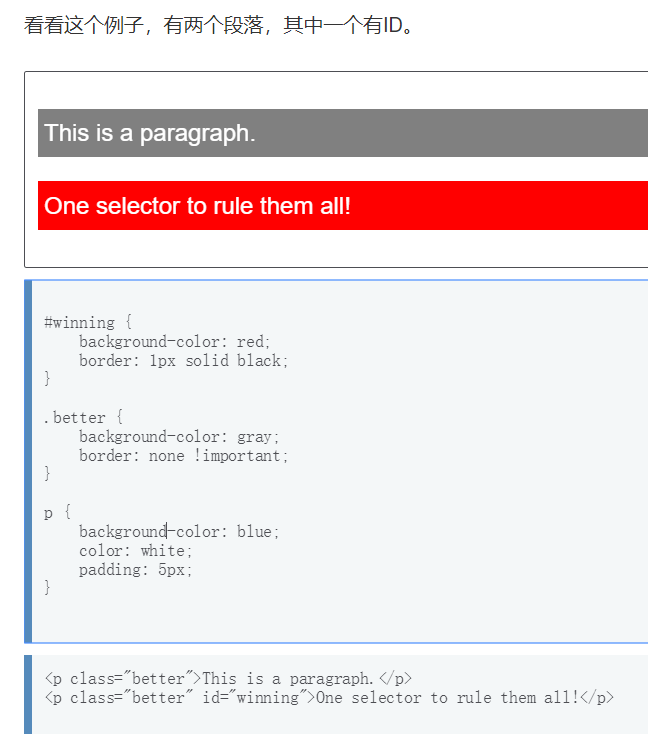 看看这个例子，有两个段落，其中一个有ID。
This is a paragraph.
One selector to rule them all!
#winning {
    background-color: red;
    border: 1px solid black;
}
.better {
    background-color: gray;
    border: none !important;
}
p {
    background-color: blue;
    color: white;
    padding: 5px;
}
<p class="better">This is a paragraph.</p>
<p class="better" id="winning">One selector to rule them all!</p>